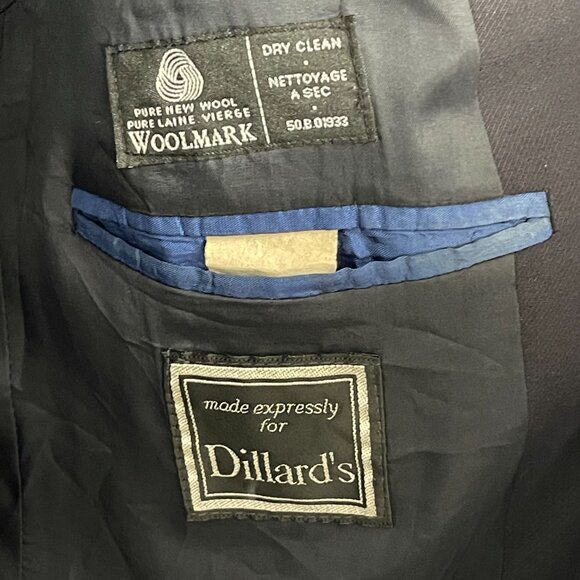 PURE NEW WOOL
PURE LAINE VIERGE
WOOLMARK
DRY CLEAN
•
NETTOYAGE
A SEC
•
50.B.01933
made expressly
for
Dillard's